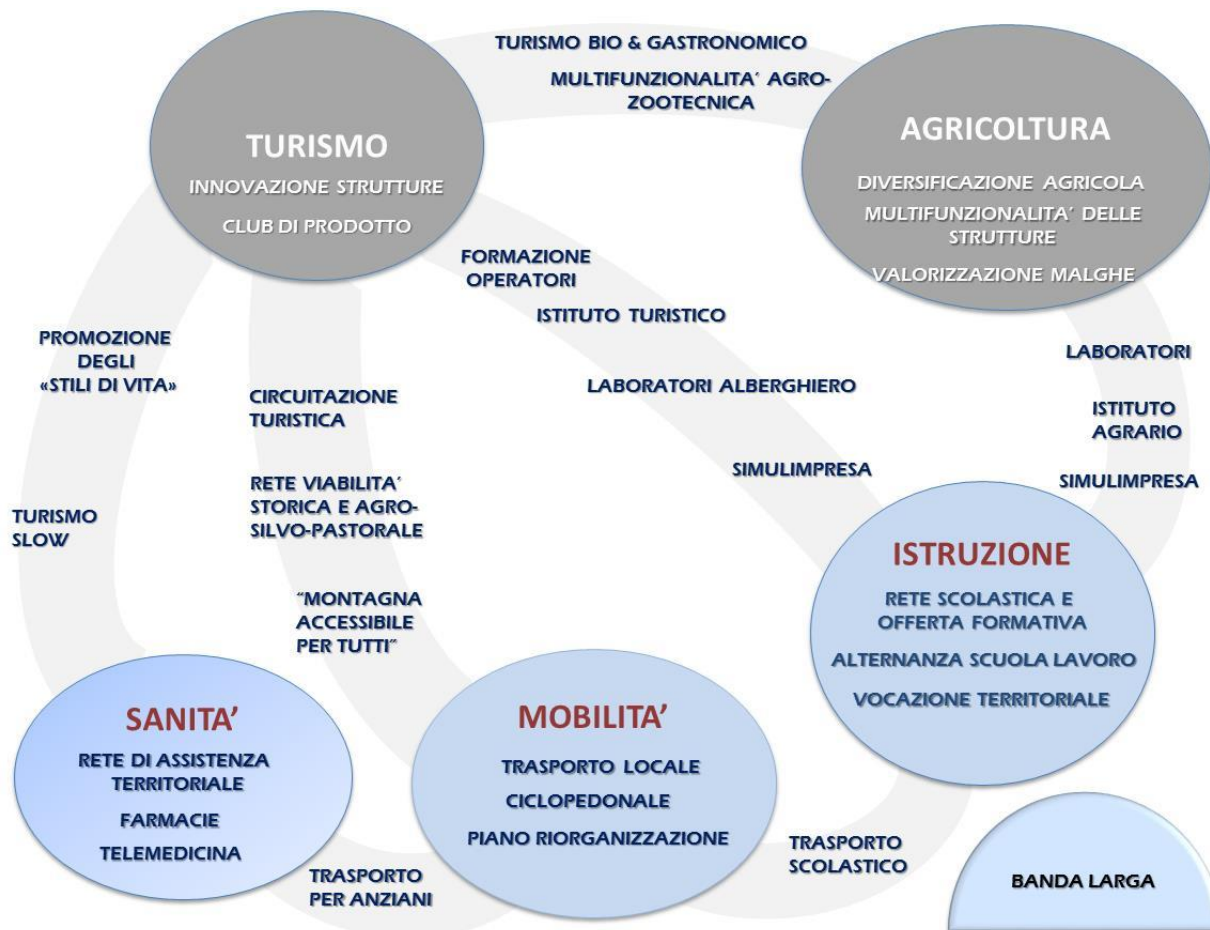 TURISMO BIO & GASTRONOMICO
MULTIFUNZIONALITA' AGRO-
ZOOTECNICA
TURISMO
INNOVAZIONE STRUTTURE
CLUB DI PRODOTTO
AGRICOLTURA
DIVERSIFICAZIONE AGRICOLA
MULTIFUNZIONALITA' DELLE
STRUTTURE
VALORIZZAZIONE MALGHE
FORMAZIONE
OPERATORI
ISTITUTO TURISTICO
LABORATORI ALBERGHIERO
SIMULIMPRESA
PROMOZIONE
DEGLI
«STILI DI VITA»
TURISMO
SLOW
CIRCUITAZIONE
TURISTICA
RETE VIABILITA'
STORICA E AGRO-
SILVO-PASTORALE
"MONTAGNA
ACCESSIBILE
PER TUTTI"
LABORATORI
ISTITUTO
AGRARIO
SIMULIMPRESA
ISTRUZIONE
RETE SCOLASTICA E
OFFERTA FORMATIVA
ALTERNANZA SCUOLA LAVORO
VOCAZIONE TERRITORIALE
SANITA'
RETE DI ASSISTENZA
TERRITORIALE
FARMACIE
TELEMEDICINA
MOBILITA'
TRASPORTO LOCALE
CICLOPEDONALE
PIANO RIORGANIZZAZIONE
TRASPORTO
PER ANZIANI
TRASPORTO
SCOLASTICO
BANDA LARGA